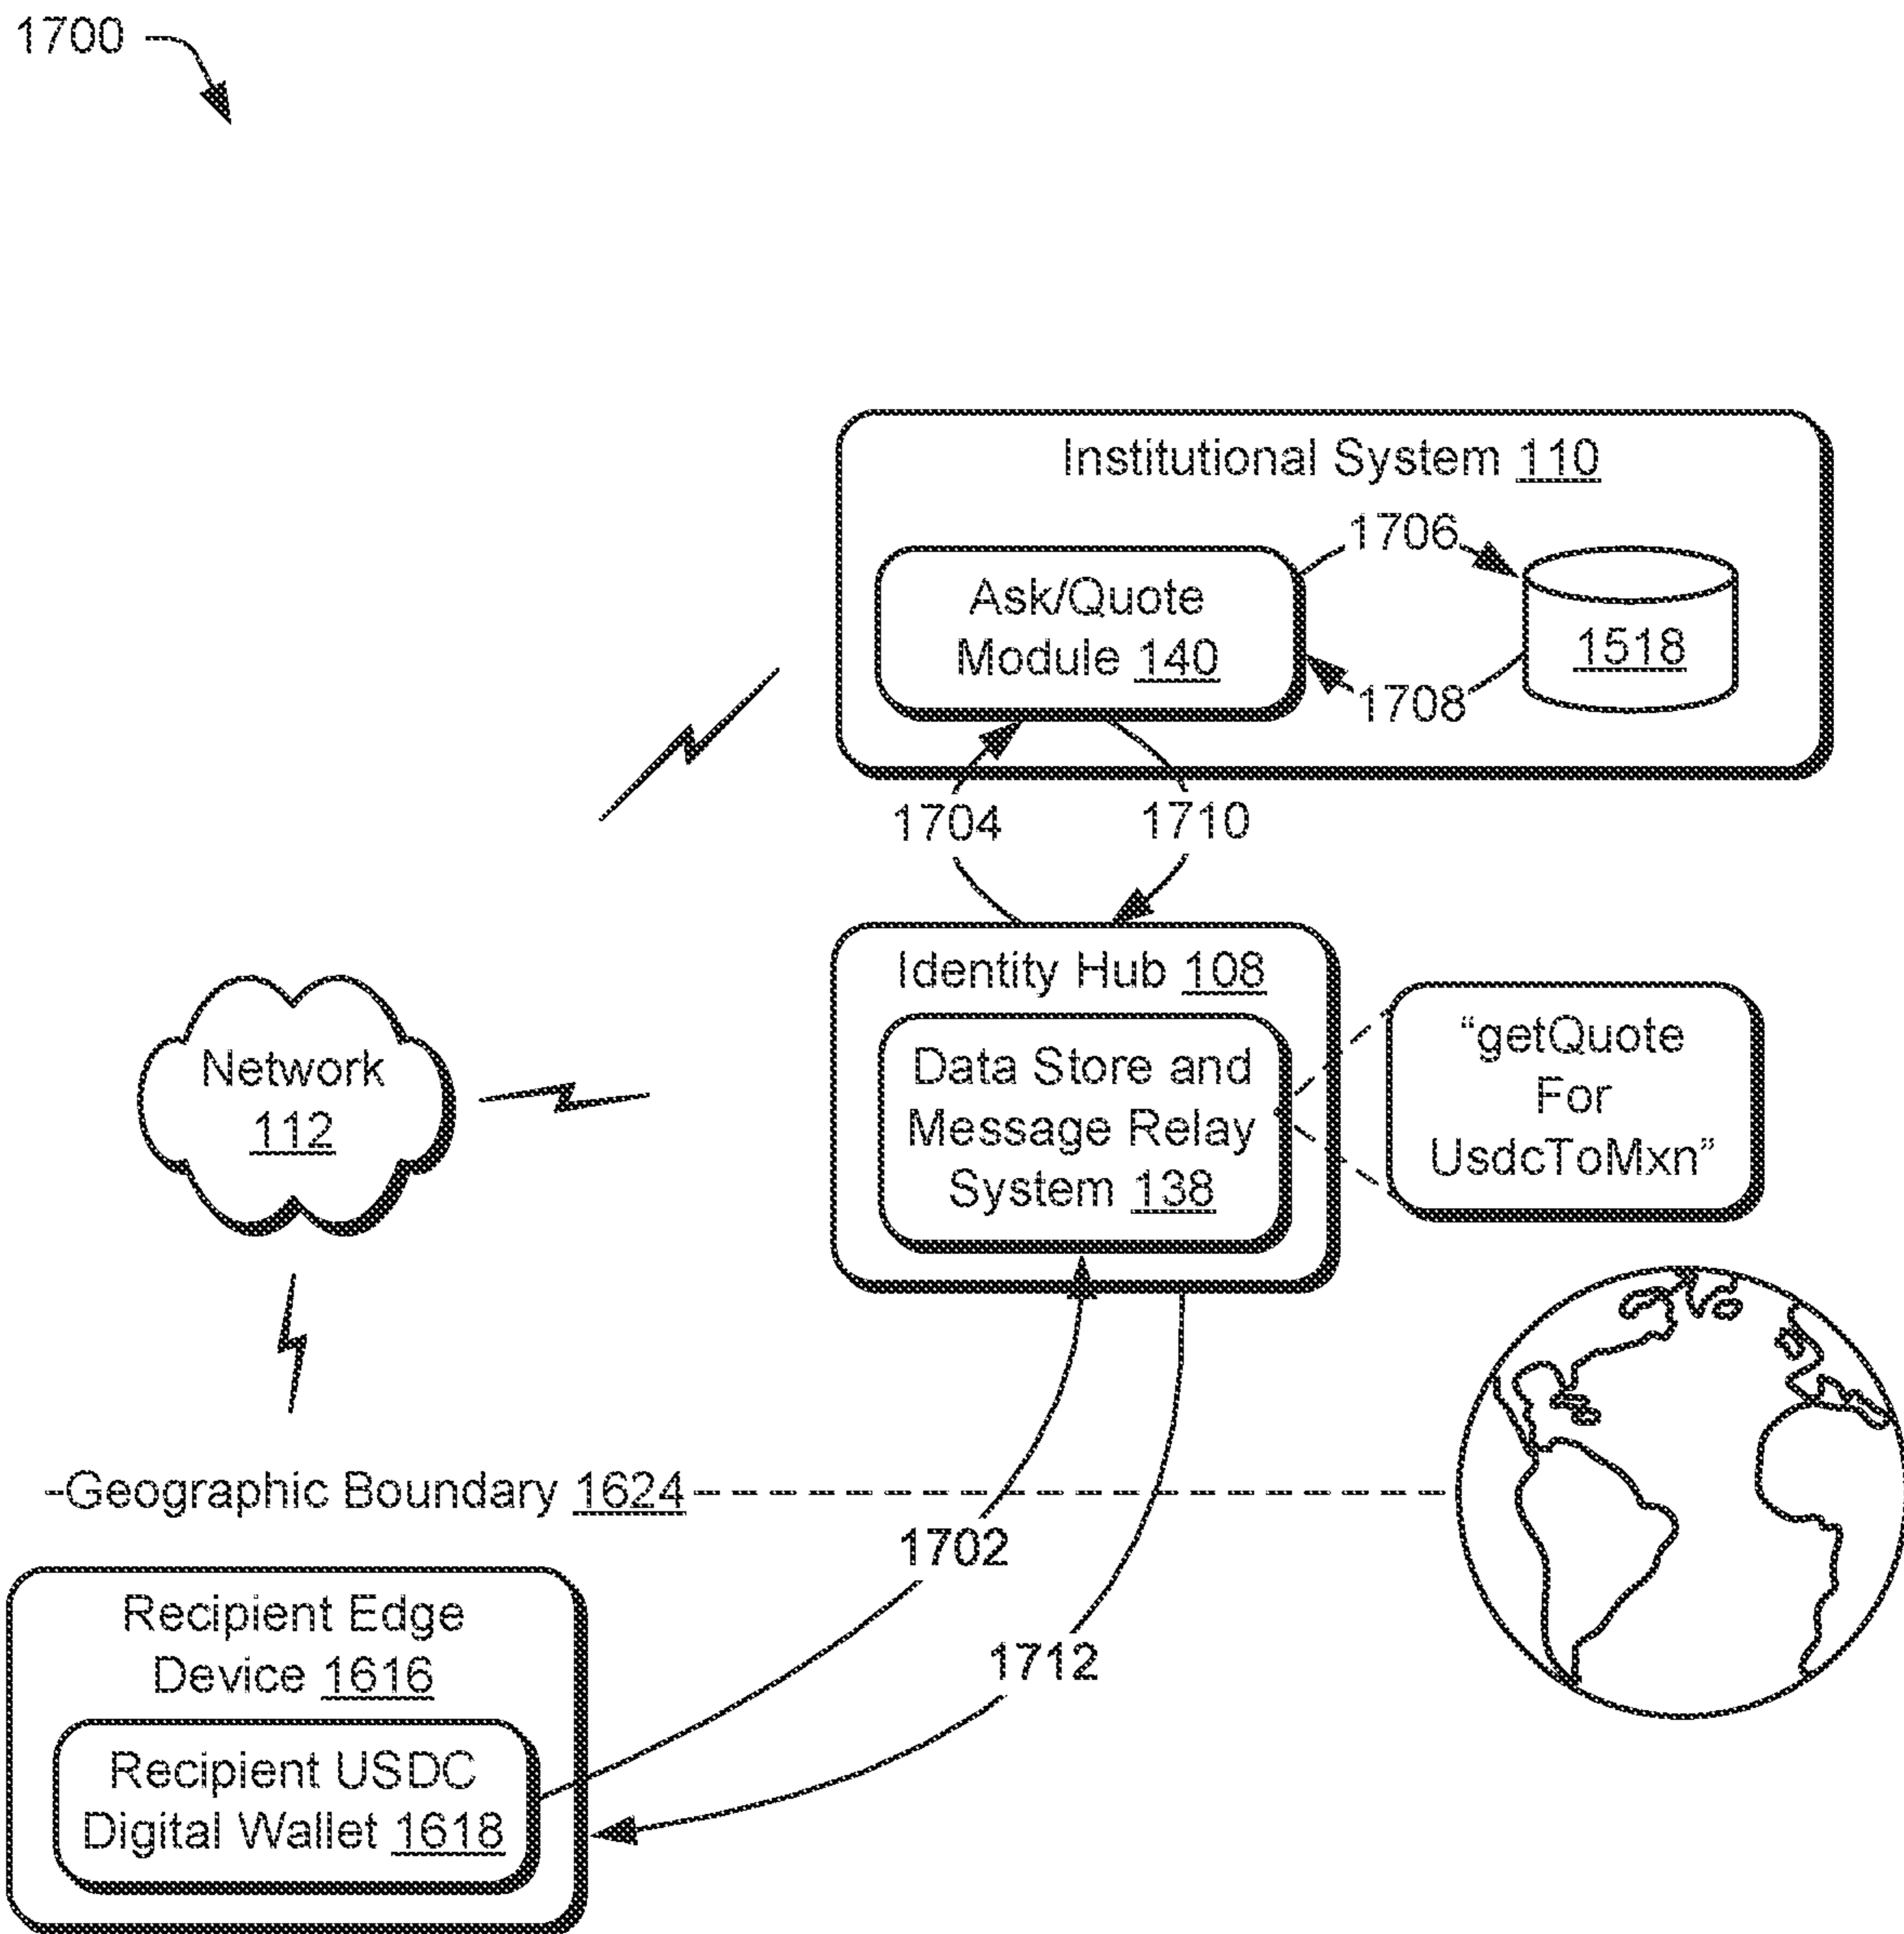 1700
Institutional System 110
1706
Ask/Quote
Module 140
1518
1708
1704
1710
Identity Hub 108
Data Store and
Message Relay
System 138
“getQuote
For
UsdcToMxn”
Network
112
Geographic Boundary 1624
1702
1712
Recipient Edge
Device 1616
Recipient USDC
Digital Wallet 1618